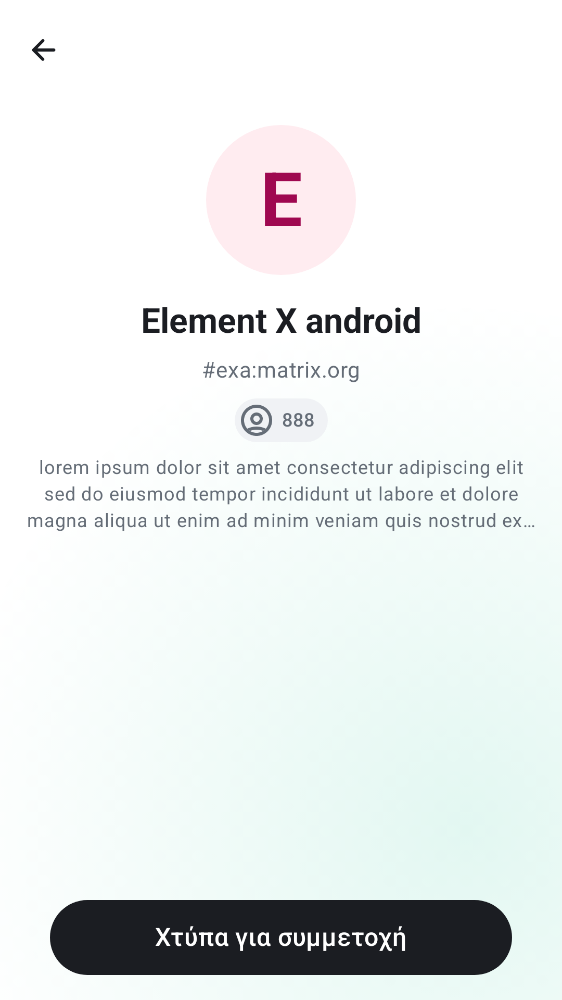 E
Element X android
#exa:matrix.org
888
lorem ipsum dolor sit amet consectetur adipiscing elit
sed do eiusmod tempor incididunt ut labore et dolore
magna aliqua ut enim ad minim veniam quis nostrud ex…
Χτύπα για συμμετοχή